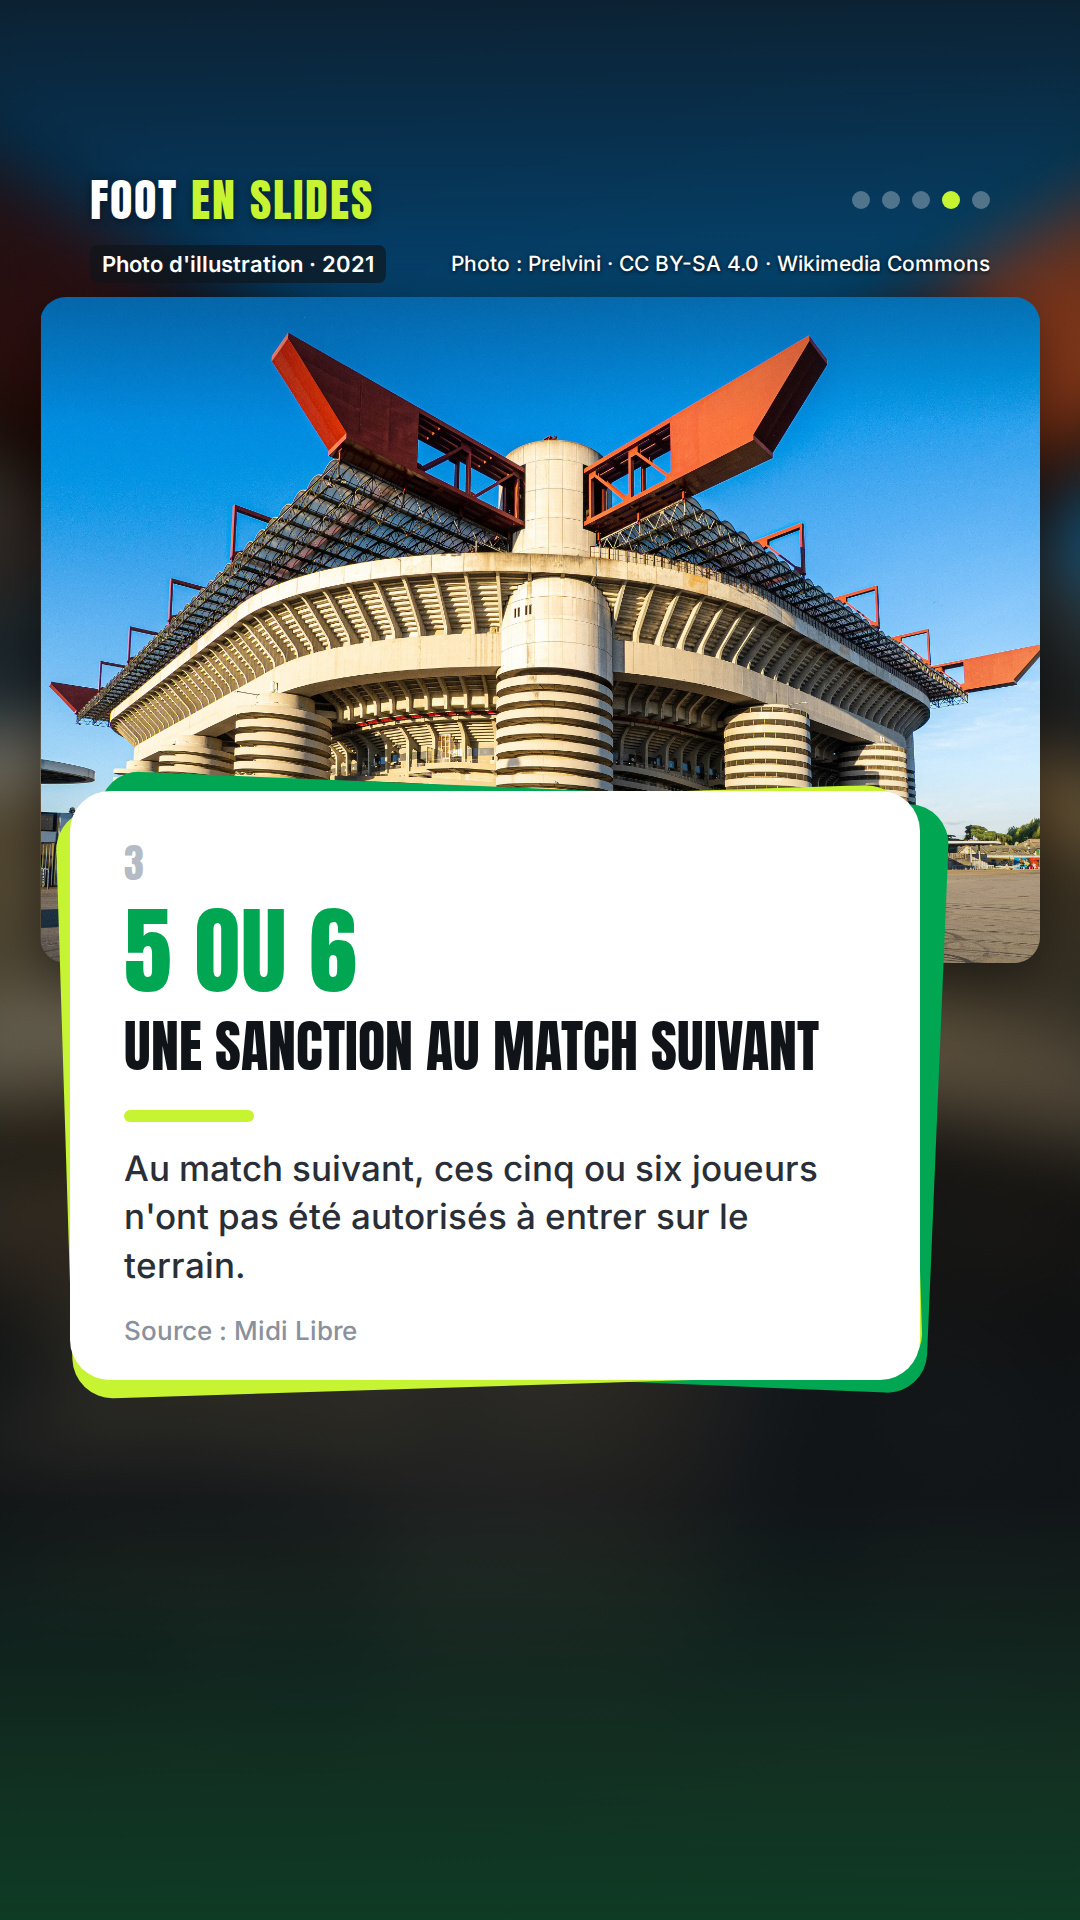 FOOT EN SLIDES
Photo d'illustration · 2021
Photo : Prelvini · CC BY-SA 4.0 · Wikimedia Commons
3
5 OU 6
UNE SANCTION AU MATCH SUIVANT
Au match suivant, ces cinq ou six joueurs
n'ont pas été autorisés à entrer sur le
terrain.
Source : Midi Libre